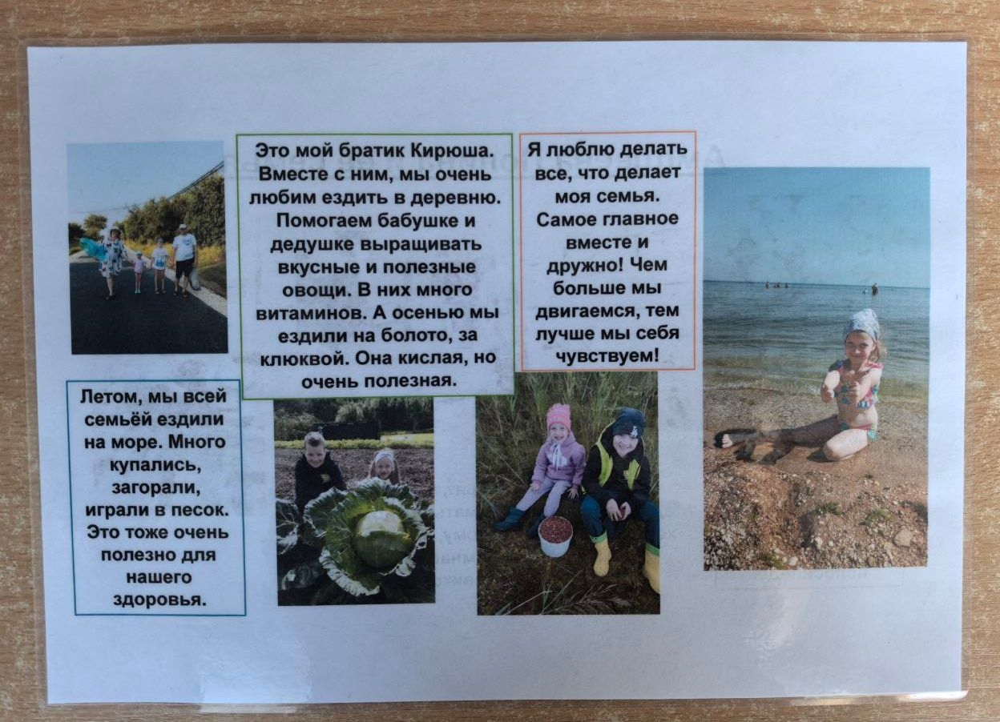 Это мой братик Кирюша.
Вместе с ним, мы очень
любим ездить в деревню.
Помогаем бабушке и
дедушке выращивать
вкусные и полезные
овощи. В них много
витаминов. А осенью мы
ездили на болото, за
клюквой. Она кислая, но
очень полезная.
Я люблю делать
все, что делает
моя семья.
Самое главное
вместе и
дружно! Чем
больше мы
двигаемся, тем
лучше мы себя
чувствуем!
Летом, мы всей
семьёй ездили
на море. Много
купались,
загорали,
играли в песок.
Это тоже очень
полезно для
нашего
здоровья.